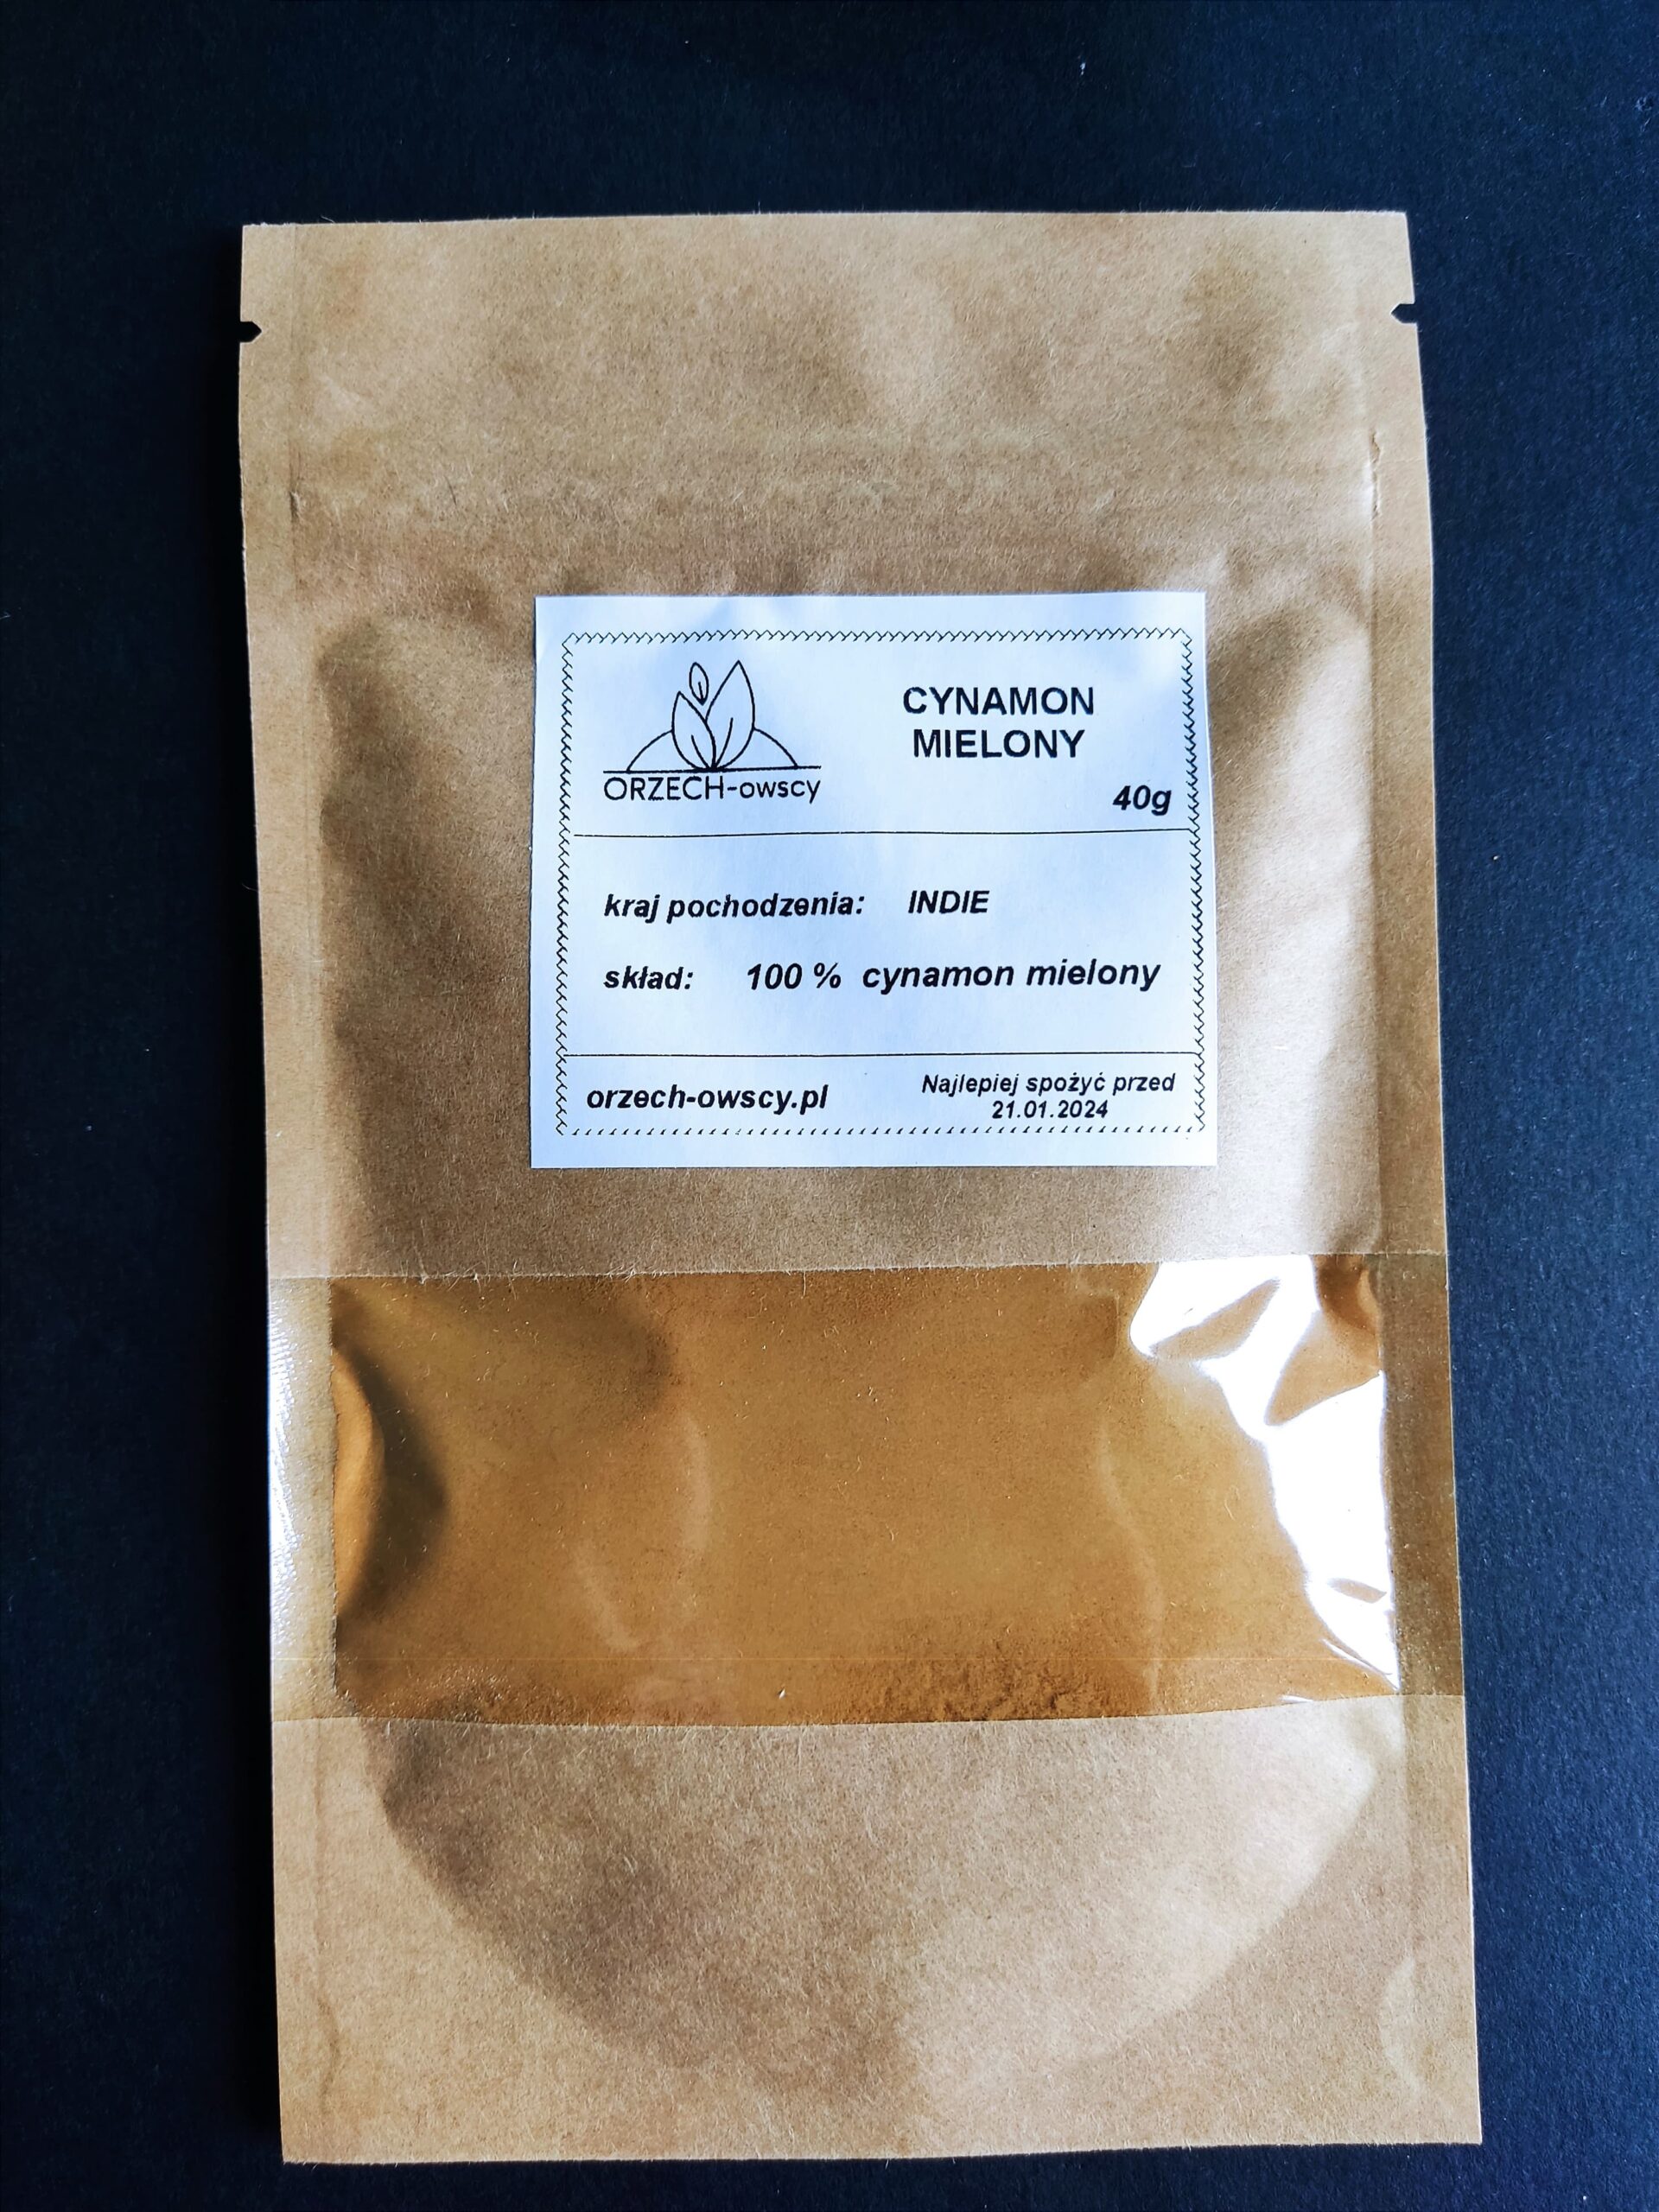 ORZECH-owscy
CYNAMON
MIELONY
40g
kraj pochodzenia: INDIE
skład: 100 % cynamon mielony
orzech-owscy.pl
Najlepiej spożyć przed
21.01.2024